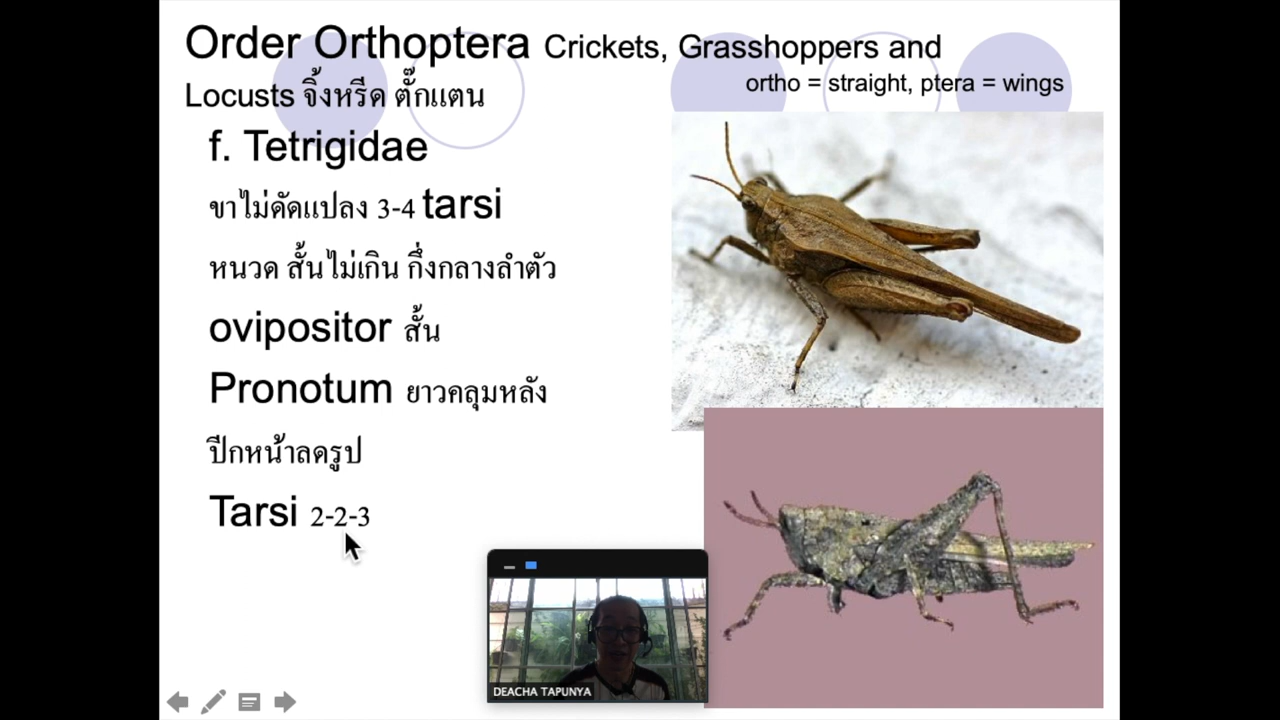 Order Orthoptera Crickets, Grasshoppers and
Locusts จิ้งหรีด ตั๊กแตน
ortho = straight, ptera = wings
f. Tetrigidae
ขาไม่ดัดแปลง 3-4 tarsi
หนวด สั้นไม่เกิน กึ่งกลางลำตัว
ovipositor สั้น
Pronotum ยาวคลุมหลัง
ปีกหน้าลดรูป
Tarsi 2-2-3
DEACHA TAPUNYA